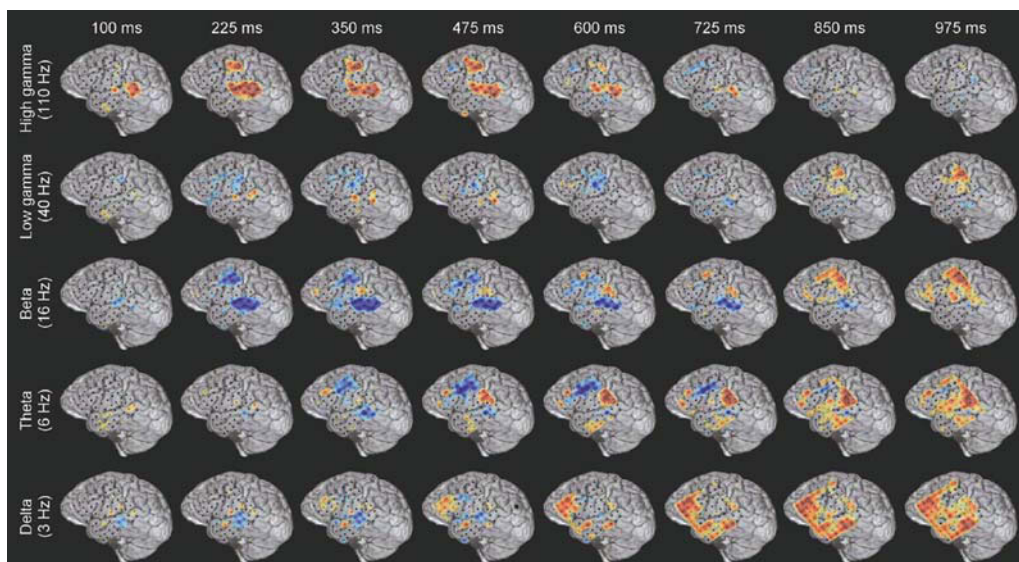 100 ms 225 ms 350 ms 475 ms 600 ms 725 ms 850 ms 975 ms
High gamma
(110 Hz)
Low gamma
(40 Hz)
Beta
(16 Hz)
Theta
(6 Hz)
Delta
(3 Hz)